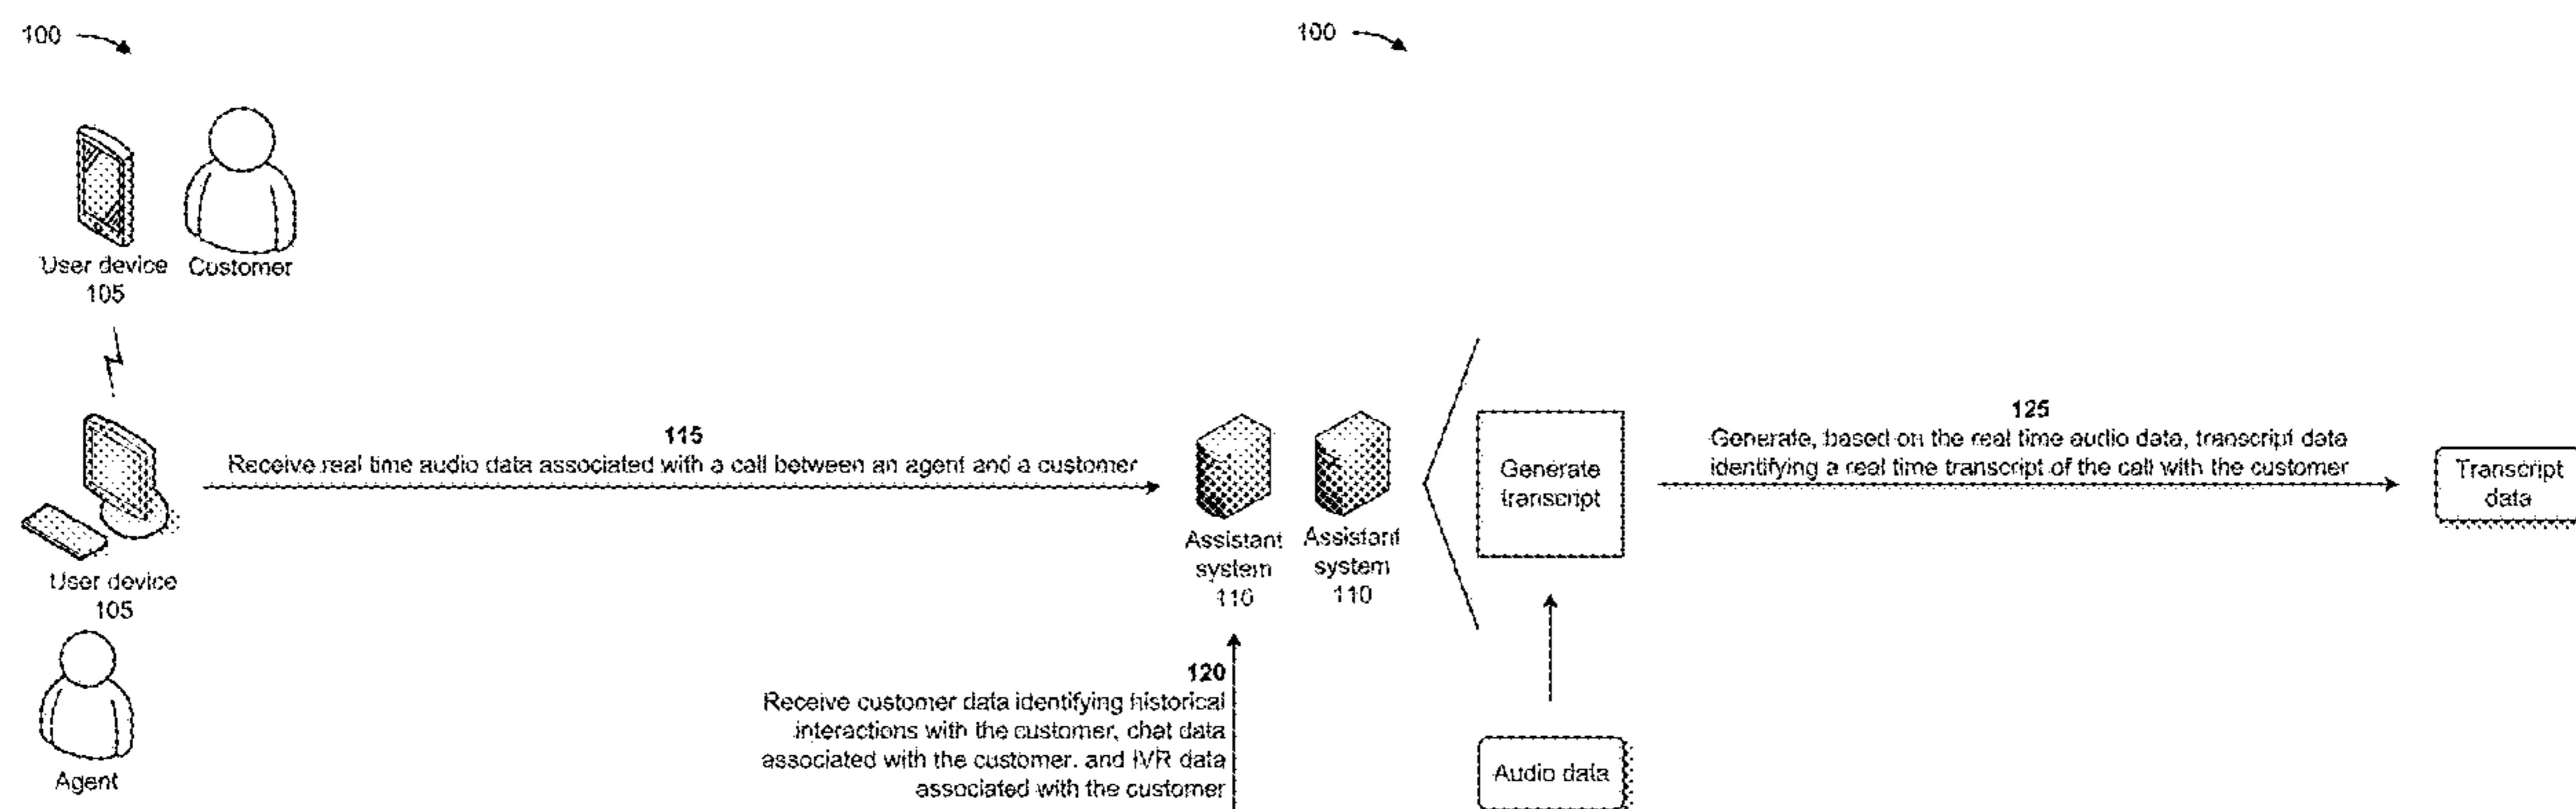 100
User device
105
Customer
User device
105
Agent
115
Receive real time audio data associated with a call between an agent and a customer
Assistant
system
110
120
Receive customer data identifying historical
interactions with the customer, chat data
associated with the customer, and IVR data
associated with the customer
100
Assistant
system
110
Generate
transcript
Audio data
125
Generate, based on the real time audio data, transcript data
identifying a real time transcript of the call with the customer
Transcript
data